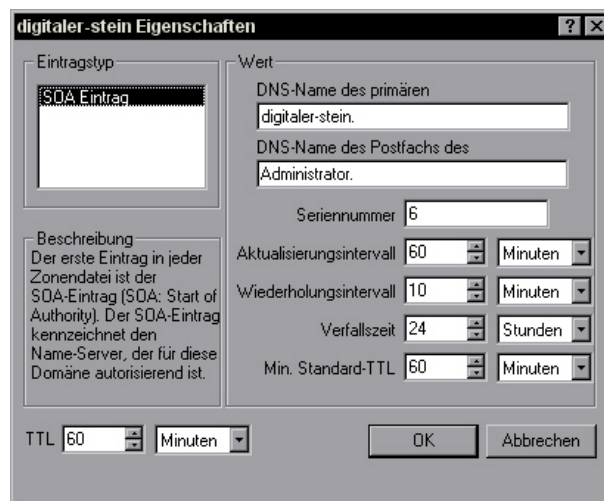 digitaler-stein Eigenschaften
Eintragstyp
SOA Eintrag
Beschreibung
Der erste Eintrag in jeder
Zonendatei ist der
SOA-Eintrag (SOA: Start of
Authority). Der SOA-Eintrag
kennzeichnet den
Name-Server, der für diese
Domäne autorisierend ist.
Wert
DNS-Name des primären
digitaler-stein.
DNS-Name des Postfachs des
Administrator.
Seriennummer 6
Aktualisierungsintervall 60 Minuten
Wiederholungsintervall 10 Minuten
Verfallszeit 24 Stunden
Min. Standard-TTL 60 Minuten
TTL 60 Minuten
OK Abbrechen